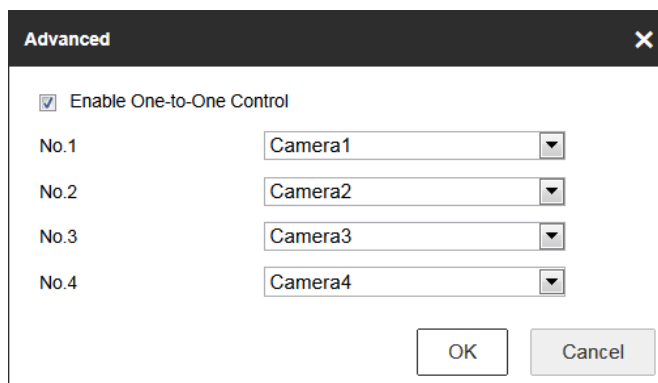 Advanced
Enable One-to-One Control
No.1 Camera1
No.2 Camera2
No.3 Camera3
No.4 Camera4
OK Cancel